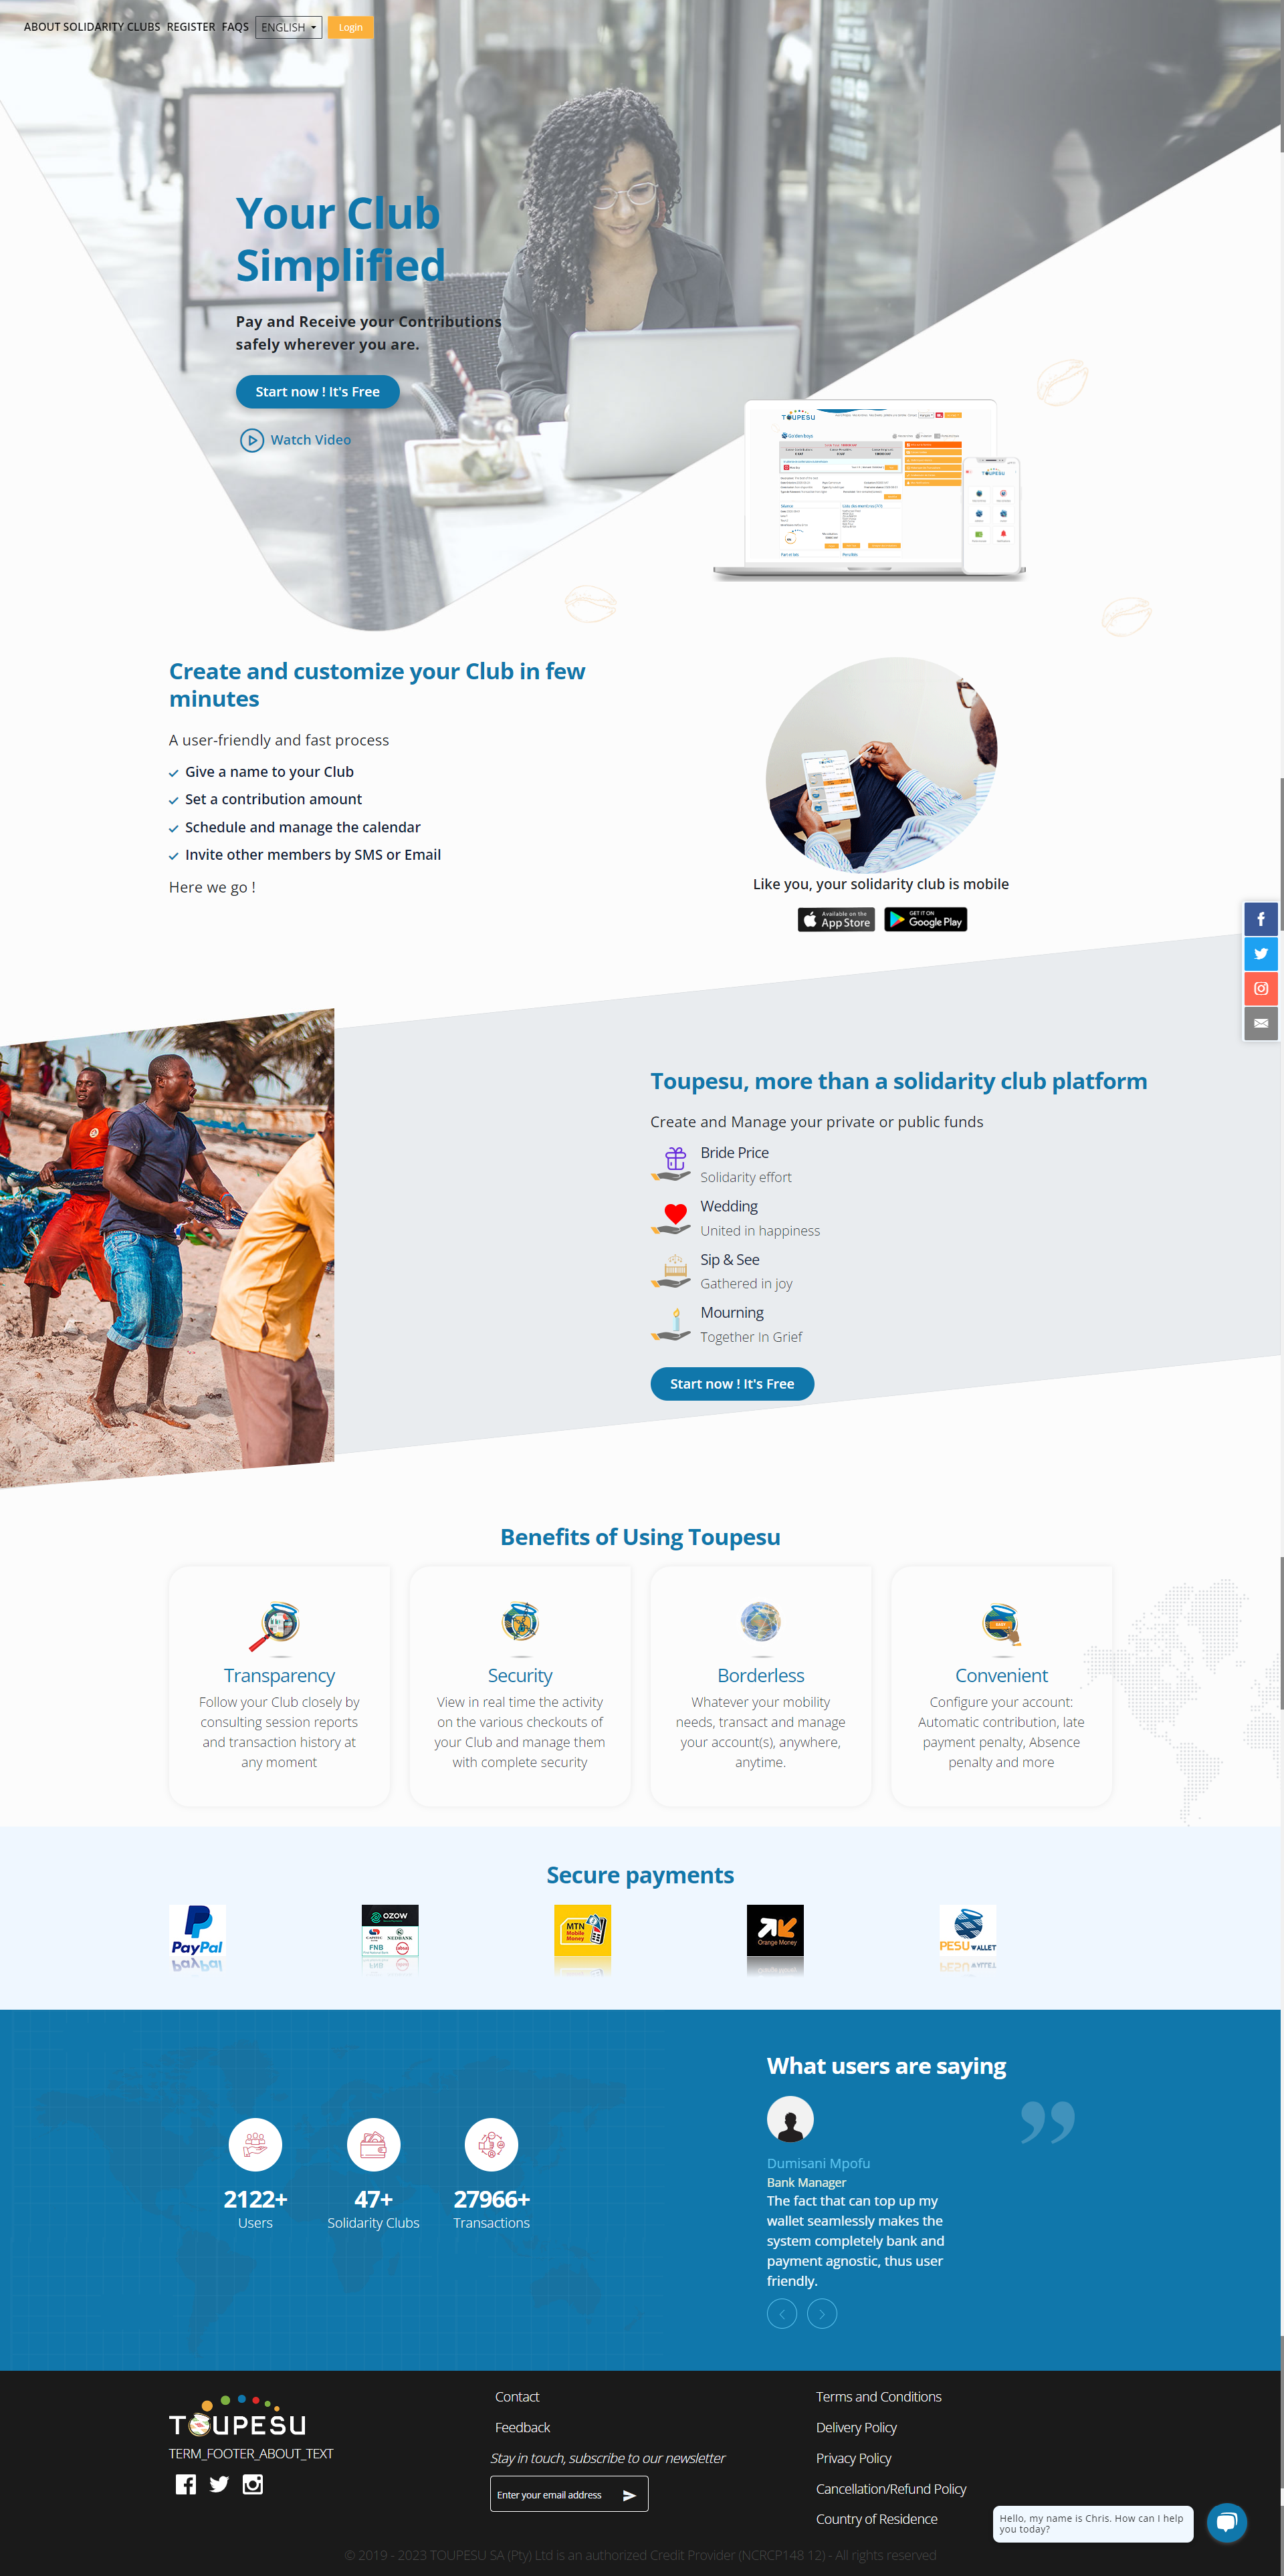 ABOUT SOLIDARITY CLUBS REGISTER FAQS ENGLISH Login
Your Club
Simplified
Pay and Receive your Contributions
safely wherever you are.
Start now ! It's Free
Watch Video
TOUPESU
Golden boys
TOUPESU
Create and customize your Club in few
minutes
A user-friendly and fast process
Give a name to your Club
Set a contribution amount
Schedule and manage the calendar
Invite other members by SMS or Email
Here we go !
Like you, your solidarity club is mobile
Available on the
App Store
GET IT ON
Google Play
Toupesu, more than a solidarity club platform
Create and Manage your private or public funds
Bride Price
Solidarity effort
Wedding
United in happiness
Sip & See
Gathered in joy
Mourning
Together In Grief
Start now ! It's Free
Benefits of Using Toupesu
Transparency
Follow your Club closely by
consulting session reports
and transaction history at
any moment
Security
View in real time the activity
on the various checkouts of
your Club and manage them
with complete security
Borderless
Whatever your mobility
needs, transact and manage
your account(s), anywhere,
anytime.
Convenient
Configure your account:
Automatic contribution, late
payment penalty, Absence
penalty and more
Secure payments
PayPal
OZOW
CAPITEC
NEDBANK
FNB
absa
MTN
Mobile
Money
Orange Money
PESU WALLET
2122+
Users
47+
Solidarity Clubs
27966+
Transactions
What users are saying
Dumisani Mpofu
Bank Manager
The fact that can top up my
wallet seamlessly makes the
system completely bank and
payment agnostic, thus user
friendly.
TOUPESU
TERM_FOOTER_ABOUT_TEXT
Contact
Feedback
Stay in touch, subscribe to our newsletter
Enter your email address
Terms and Conditions
Delivery Policy
Privacy Policy
Cancellation/Refund Policy
Country of Residence
Hello, my name is Chris. How can I help
you today?
© 2019 - 2023 TOUPESU SA (Pty) Ltd is an authorized Credit Provider (NCRCP148 12) - All rights reserved